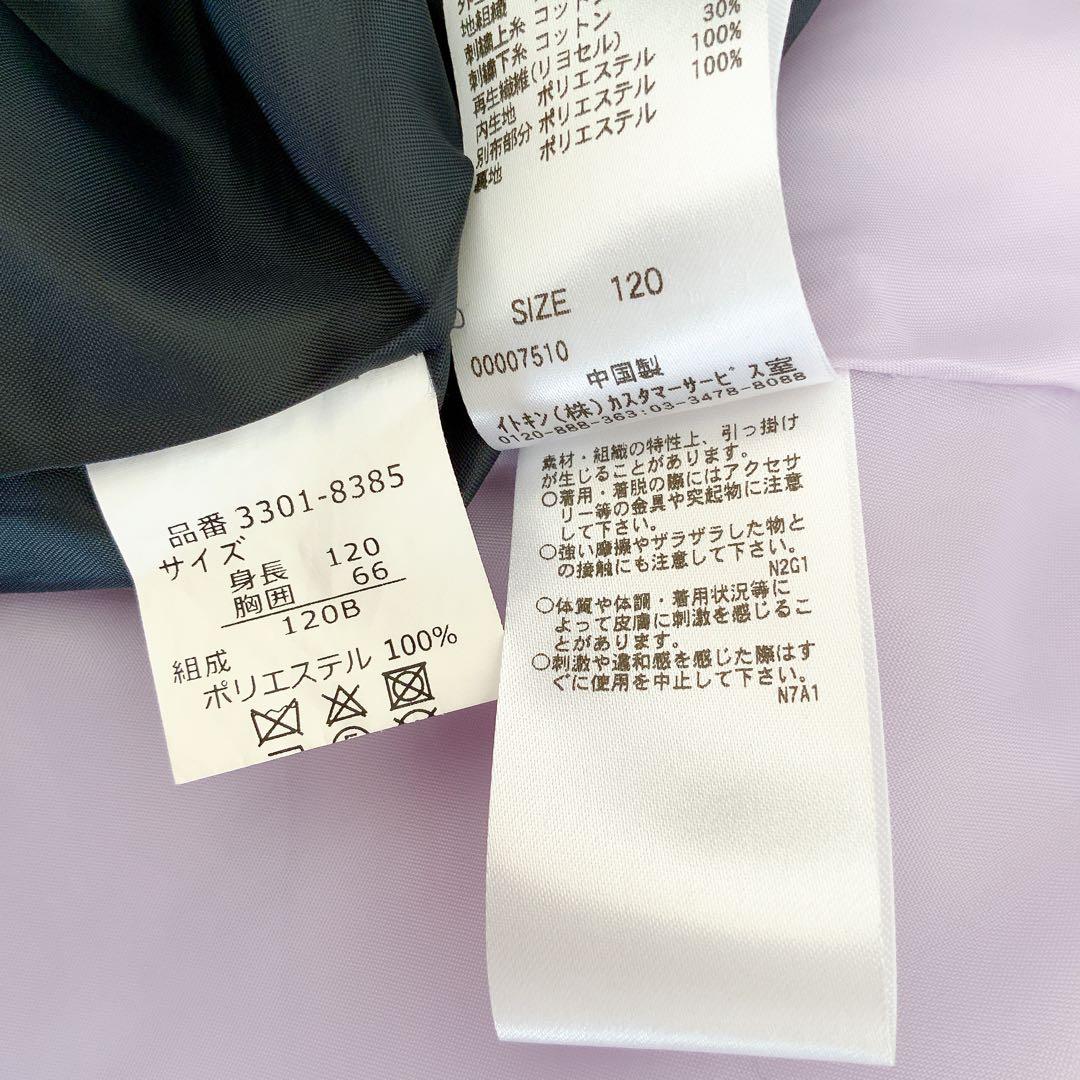 地組織 コットン 30%
刺繍上糸 コットン 100%
刺繍下糸 コットン 100%
再生繊維(リヨセル)
内生地 ポリエステル
別布部分 ポリエステル
裏地 ポリエステル
SIZE 120
00007510
中国製
イトキン(株)カスタマーサービス室
0120-888-363:03-3478-8088
素材・組織の特性上、引っ掛け
が生じることがあります。
○着用・着脱の際にはアクセサ
リー等の金具や突起物に注意
して下さい。
○強い摩擦やザラザラした物と
の接触にも注意して下さい。
N2G1
○体質や体調・着用状況等に
よって皮膚に刺激を感じるこ
とがあります。
○刺激や違和感を感じた際はす
ぐに使用を中止して下さい。
N7A1
品番 3301-8385
サイズ
身長 120
胸囲 66
120B
組成
ポリエステル 100%